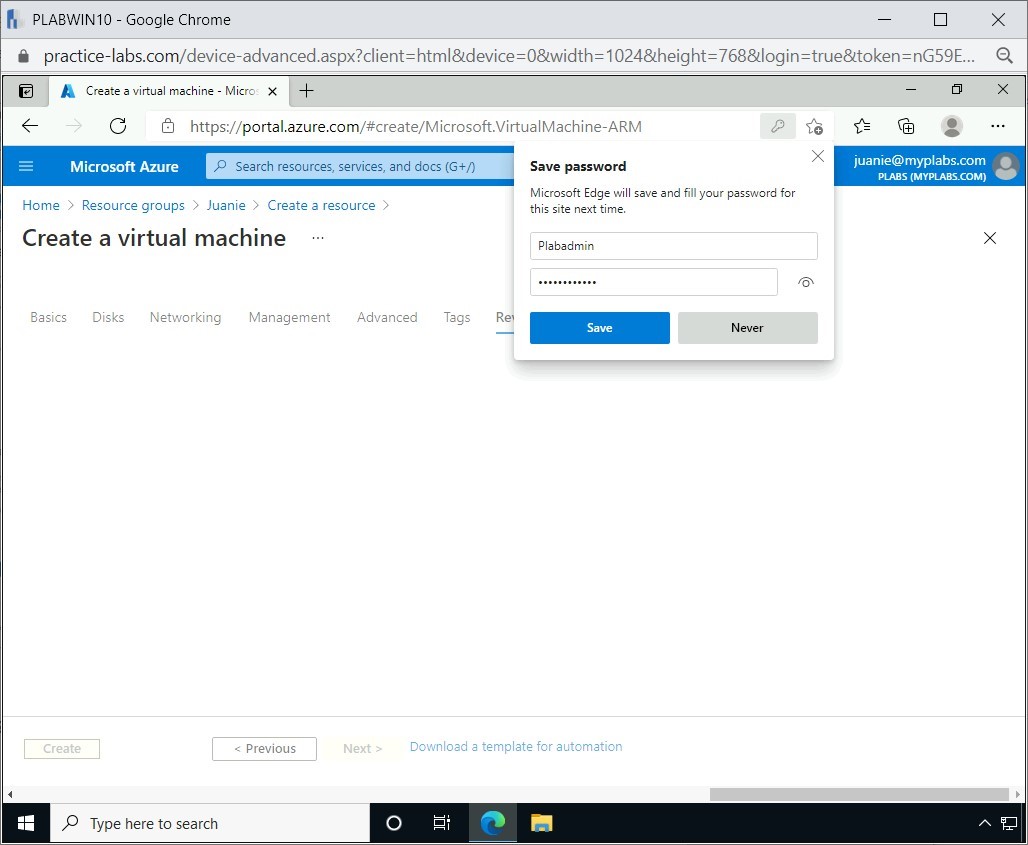 PLABWIN10 - Google Chrome
practice-labs.com/device-advanced.aspx?client=html&device=0&width=1024&height=768&login=true&token=nG59E...
Create a virtual machine - Micros
https://portal.azure.com/#create/Microsoft.VirtualMachine-ARM
Microsoft Azure
Search resources, services, and docs (G+/)
juanie@myplabs.com
PLABS (MYPLABS.COM)
Save password
Microsoft Edge will save and fill your password for
this site next time.
Plabadmin
••••••••••••
Save
Never
Home > Resource groups > Juanie > Create a resource >
Create a virtual machine ...
Basics
Disks
Networking
Management
Advanced
Tags
Rev
Create
< Previous
Next >
Download a template for automation
Type here to search